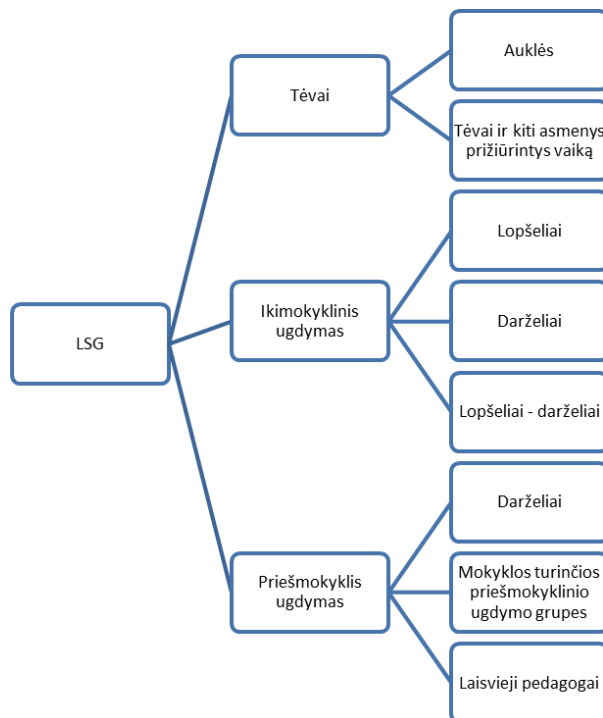 LSG
Tėvai
Auklės
Tėvai ir kiti asmenys
prižiūrintys vaiką
Ikimokyklinis
ugdymas
Lopšeliai
Darželiai
Lopšeliai - darželiai
Priešmokyklis
ugdymas
Darželiai
Mokyklos turinčios
priešmokyklinio
ugdymo grupes
Laisvieji pedagogai